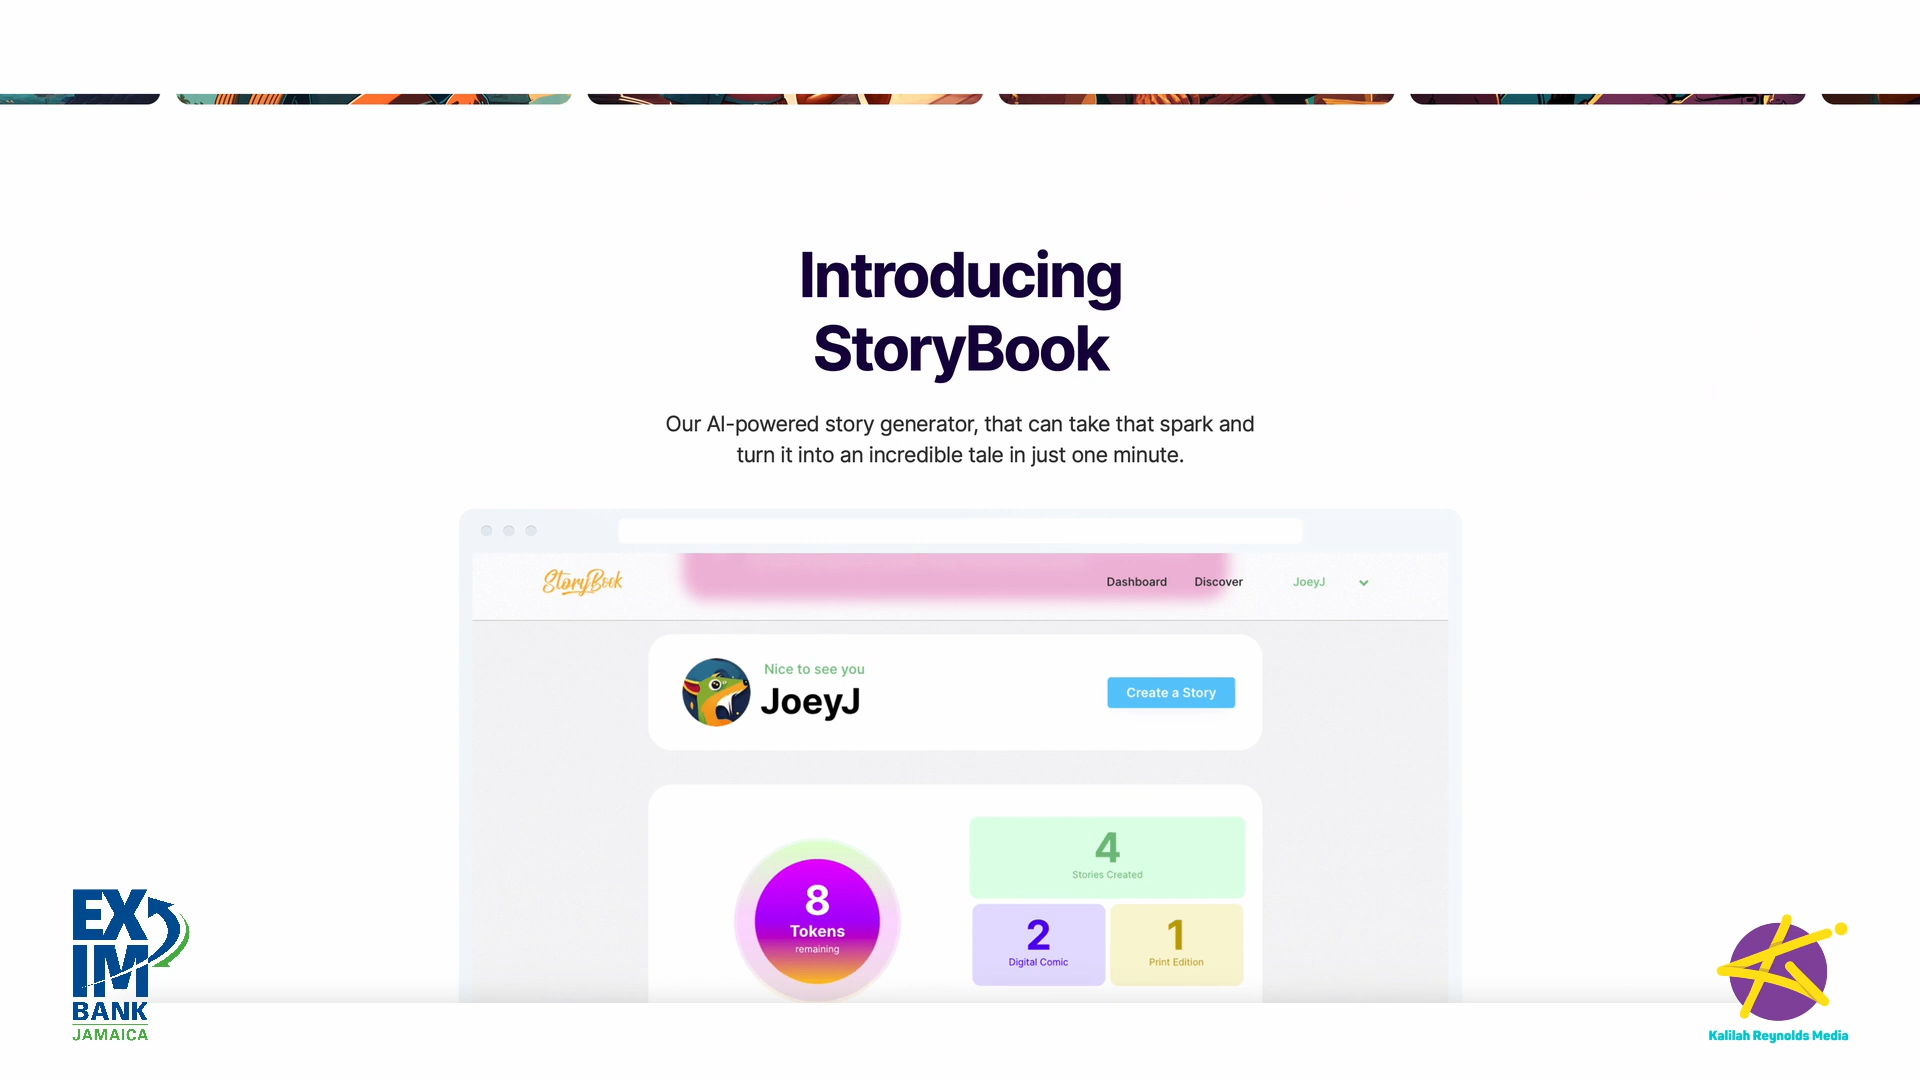 Introducing
StoryBook
Our AI-powered story generator, that can take that spark and
turn it into an incredible tale in just one minute.
StoryBook
Dashboard
Discover
JoeyJ
Nice to see you
JoeyJ
Create a Story
8
Tokens
remaining
4
Stories Created
2
Digital Comic
1
Print Edition
EX
IM
BANK
JAMAICA
Kalilah Reynolds Media